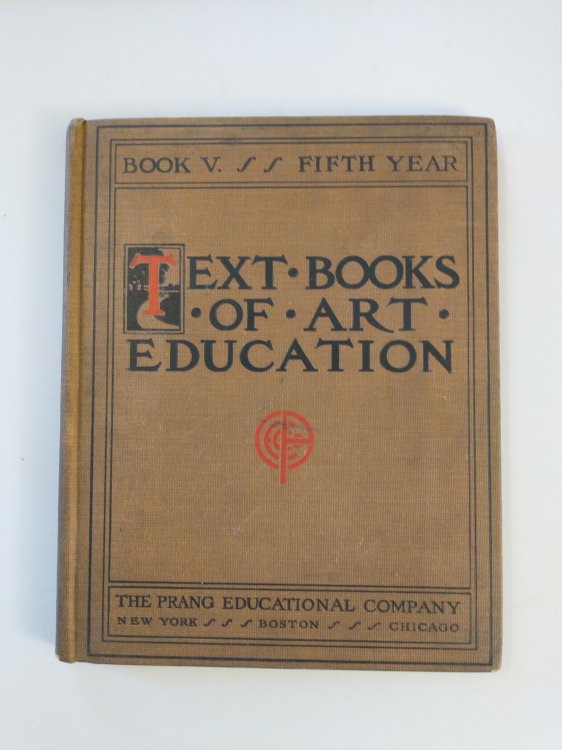 BOOK V. FIFTH YEAR
TEXT·BOOKS
·OF·ART·
EDUCATION
THE PRANG EDUCATIONAL COMPANY
NEW YORK BOSTON CHICAGO